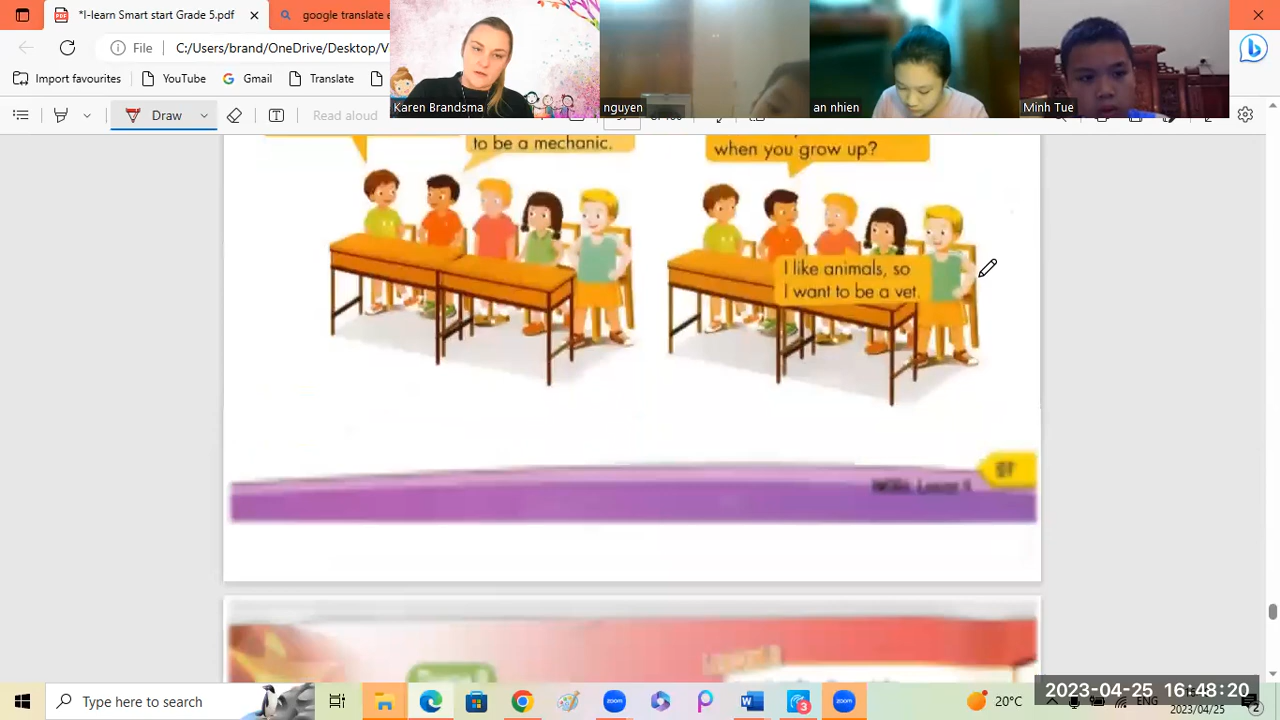 *I-learn Smart start Grade 5.pdf
google translate e
File
C:/Users/brand/OneDrive/Desktop/V
Import favourites
YouTube
Gmail
Translate
Draw
Read aloud
Karen Brandsma
nguyen
an nhien
Minh Tue
to be a mechanic.
when you grow up?
I like animals, so
I want to be a vet.
Lesson
Type here to search
20°C
ENG
2023-04-25 16:48:20
2023/04/25